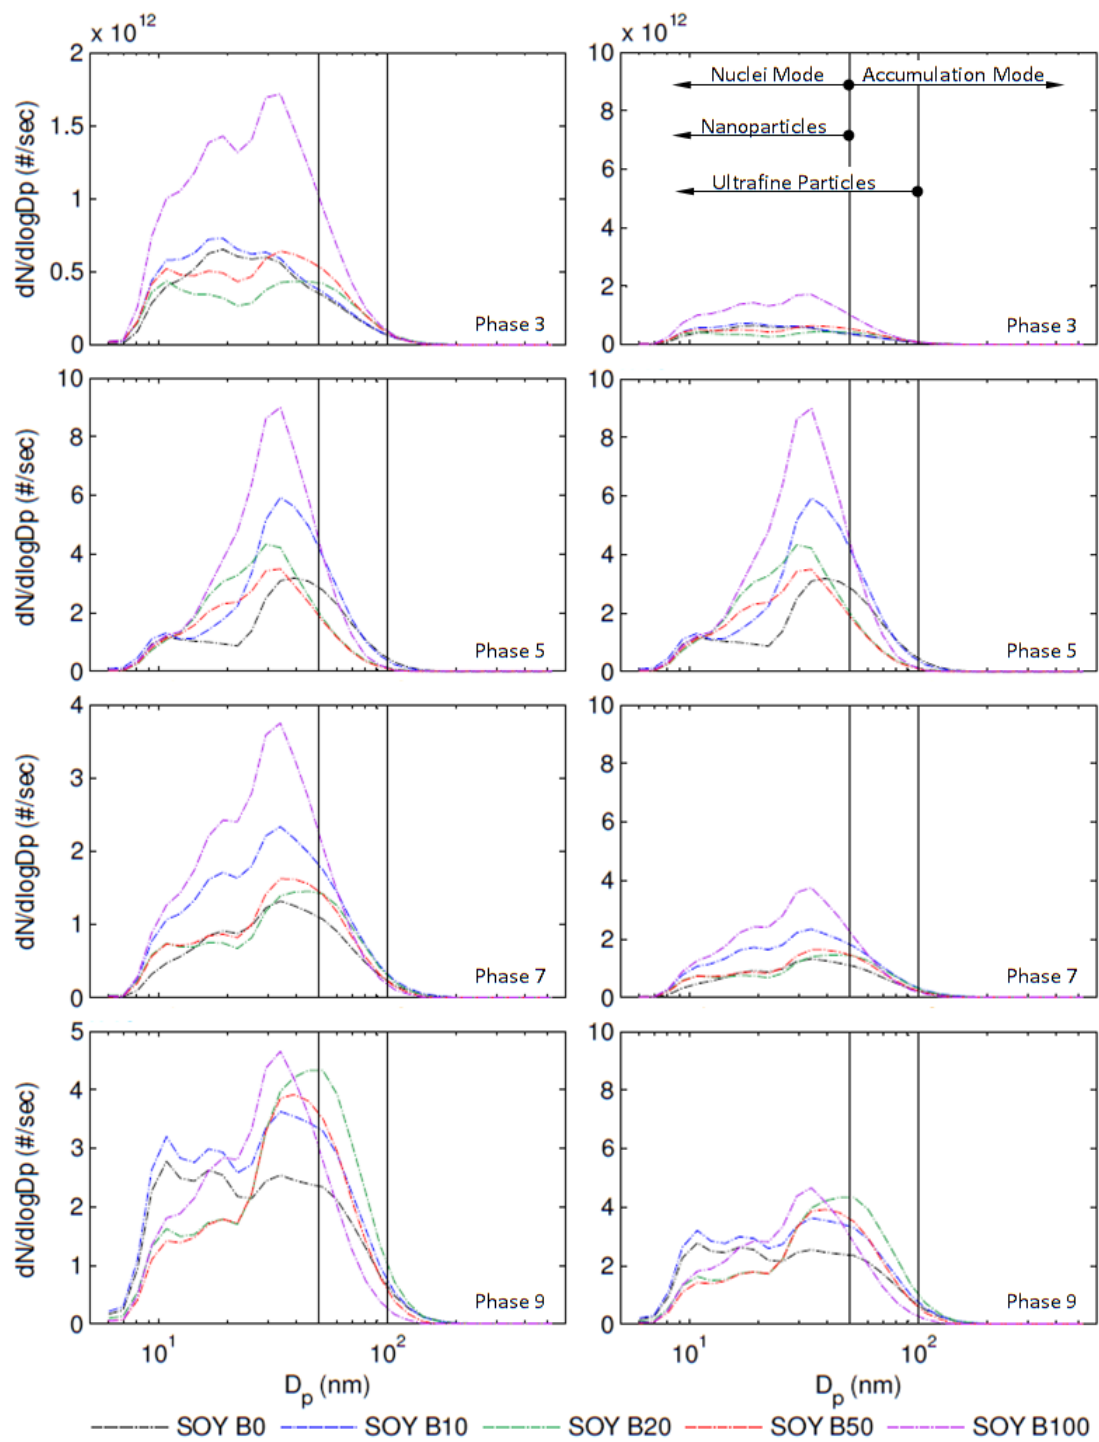 x 10^12
x 10^12
2
1.5
1
0.5
0
dN/dlogDp (#/sec)
Phase 3
10
8
6
4
2
0
Nuclei Mode
Accumulation Mode
Nanoparticles
Ultrafine Particles
Phase 3
10
8
6
4
2
0
dN/dlogDp (#/sec)
Phase 5
10
8
6
4
2
0
Phase 5
4
3
2
1
0
dN/dlogDp (#/sec)
Phase 7
10
8
6
4
2
0
Phase 7
5
4
3
2
1
0
dN/dlogDp (#/sec)
Phase 9
10^1
10^2
D_p (nm)
10
8
6
4
2
0
Phase 9
10^1
10^2
D_p (nm)
SOY B0 SOY B10 SOY B20 SOY B50 SOY B100